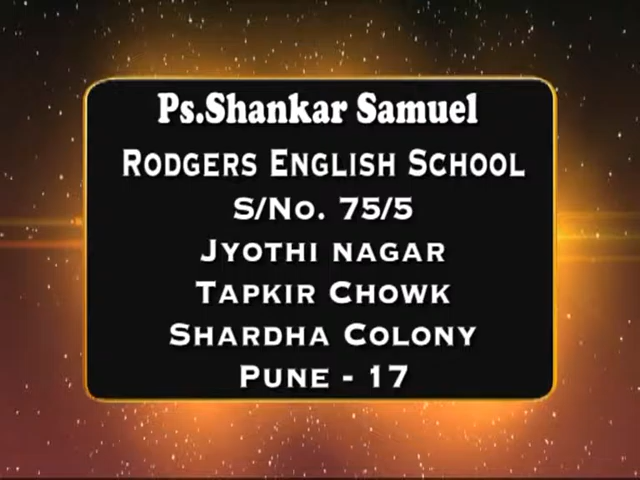 Ps.Shankar Samuel
Rodgers English School
S/No. 75/5
Jyothi nagar
Tapkir Chowk
Shardha Colony
Pune - 17